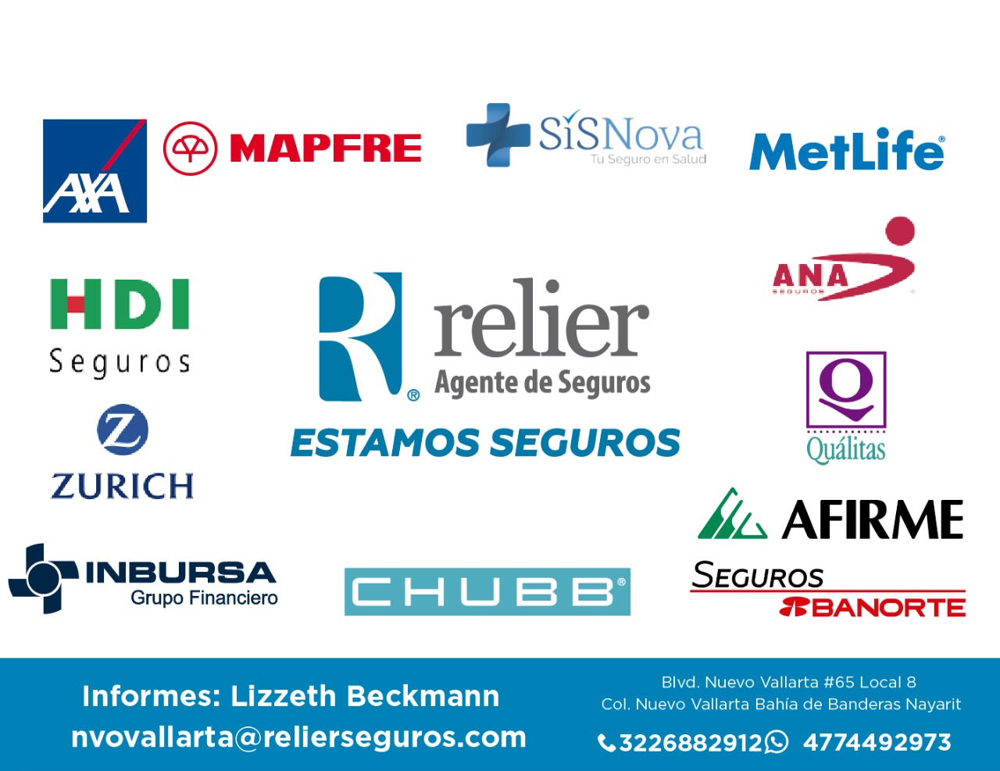 AXA
MAPFRE
SiSNova
Tu Seguro en Salud
MetLife®
ANA
SEGUROS
®
HDI
Seguros
R®
relier
Agente de Seguros
ESTAMOS SEGUROS
Q
Quálitas
Z
ZURICH
AFIRME
INBURSA
Grupo Financiero
CHUBB®
SEGUROS
BANORTE
Informes: Lizzeth Beckmann
nvovallarta@relierseguros.com
Blvd. Nuevo Vallarta #65 Local 8
Col. Nuevo Vallarta Bahía de Banderas Nayarit
3226882912 4774492973